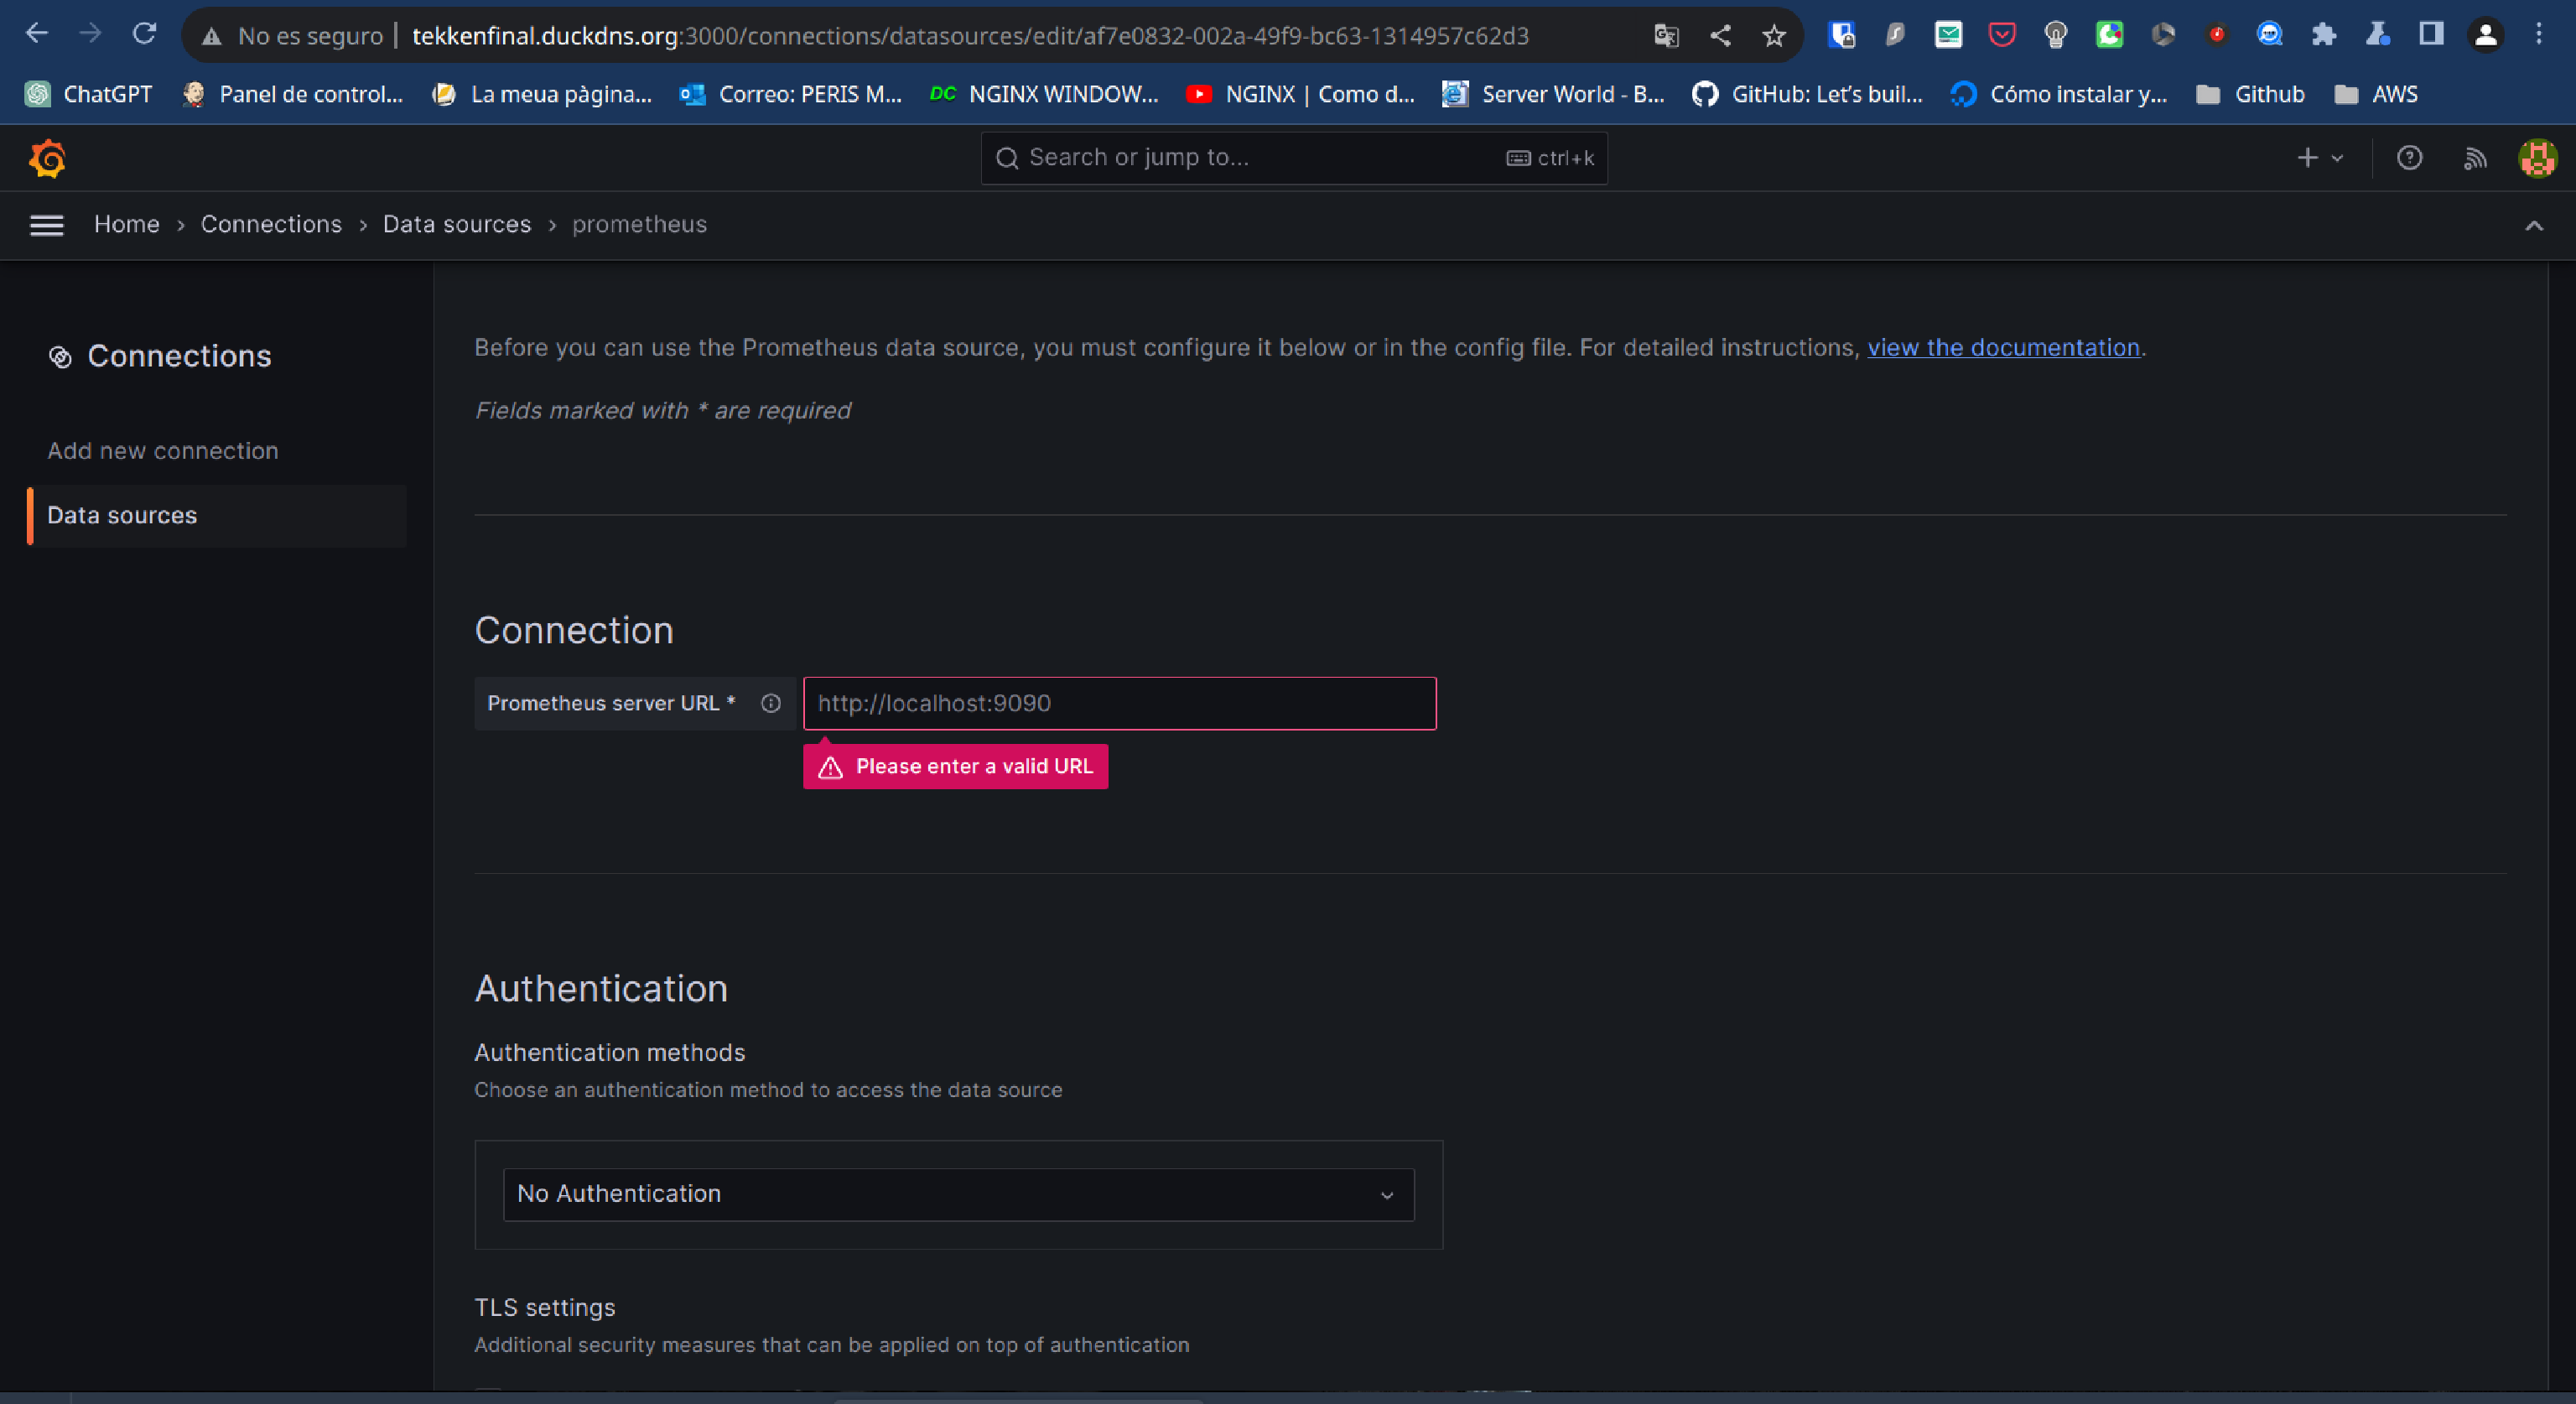 No es seguro | tekkenfinal.duckdns.org:3000/connections/datasources/edit/af7e0832-002a-49f9-bc63-1314957c62d3
ChatGPT Panel de control... La meua pàgina... Correo: PERIS M... DC NGINX WINDOW... NGINX | Como d... Server World - B... GitHub: Let's buil... Cómo instalar y... Github AWS
Search or jump to... ctrl+k
Home › Connections › Data sources › prometheus
Connections
Add new connection
Data sources
Before you can use the Prometheus data source, you must configure it below or in the config file. For detailed instructions, view the documentation.
Fields marked with * are required
Connection
Prometheus server URL * http://localhost:9090
Please enter a valid URL
Authentication
Authentication methods
Choose an authentication method to access the data source
No Authentication
TLS settings
Additional security measures that can be applied on top of authentication